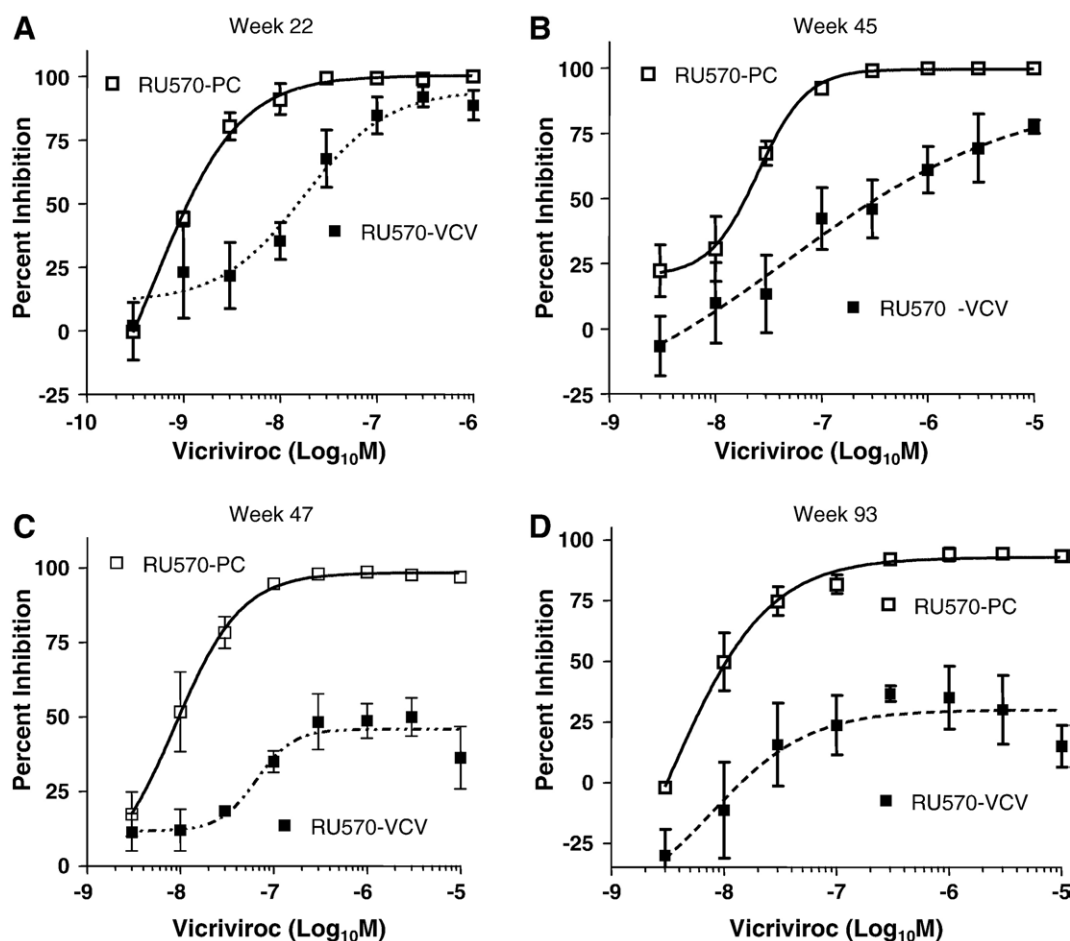 A
Week 22
RU570-PC
RU570-VCV
Percent Inhibition
100
75
50
25
0
-25
-10
-9
-8
-7
-6
Vicriviroc (Log10M)
B
Week 45
RU570-PC
RU570 -VCV
Percent Inhibition
100
75
50
25
0
-25
-9
-8
-7
-6
-5
Vicriviroc (Log10M)
C
Week 47
RU570-PC
RU570-VCV
Percent Inhibition
100
75
50
25
0
-9
-8
-7
-6
-5
Vicriviroc (Log10M)
D
Week 93
RU570-PC
RU570-VCV
Percent Inhibition
100
75
50
25
0
-25
-9
-8
-7
-6
-5
Vicriviroc (Log10M)